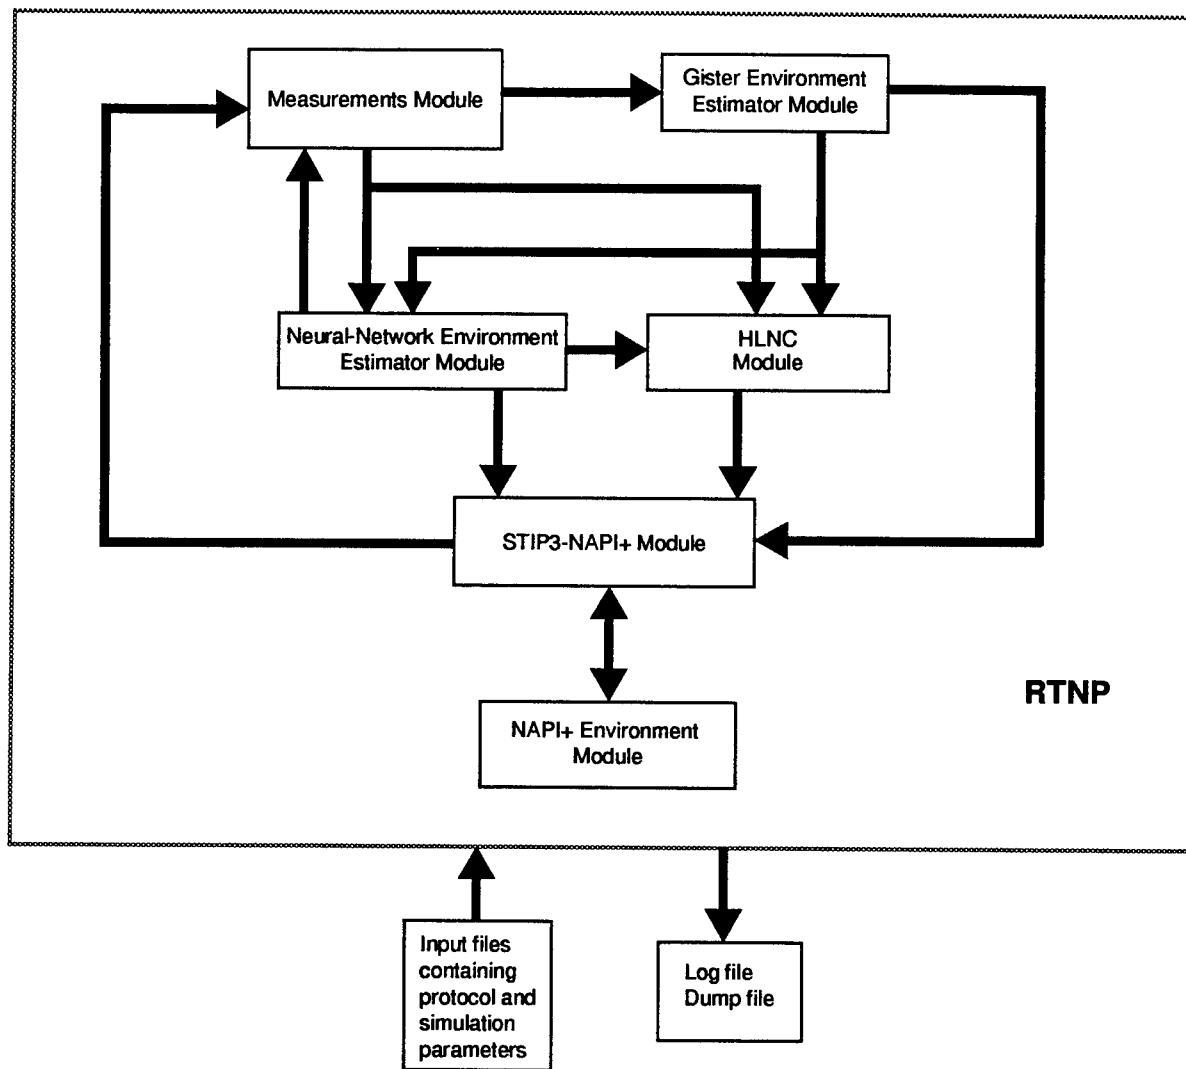 Measurements Module
Gister Environment
Estimator Module
Neural-Network Environment
Estimator Module
HLNC
Module
STIP3-NAPI+ Module
NAPI+ Environment
Module
RTNP
Input files
containing
protocol and
simulation
parameters
Log file
Dump file